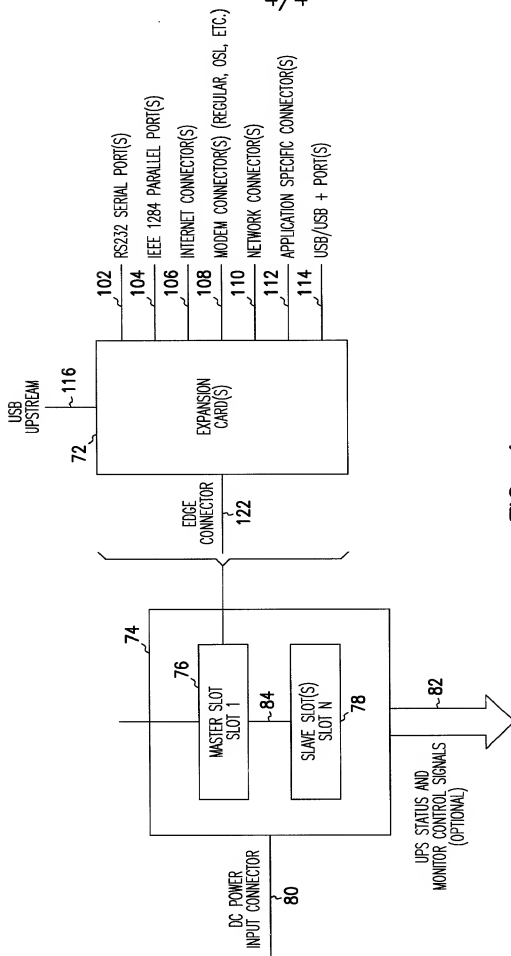 4/4
USB
UPSTREAM
116
72
EXPANSION
CARD(S)
102
RS232 SERIAL PORT(S)
104
IEEE 1284 PARALLEL PORT(S)
106
INTERNET CONNECTOR(S)
108
MODEM CONNECTOR(S) (REGULAR, OSL, ETC.)
110
NETWORK CONNECTOR(S)
112
APPLICATION SPECIFIC CONNECTOR(S)
114
USB/USB + PORT(S)
EDGE
CONNECTOR
122
74
76
MASTER SLOT
SLOT 1
84
SLAVE SLOT(S)
SLOT N
78
DC POWER
INPUT CONNECTOR
80
82
UPS STATUS AND
MONITOR CONTROL SIGNALS
(OPTIONAL)